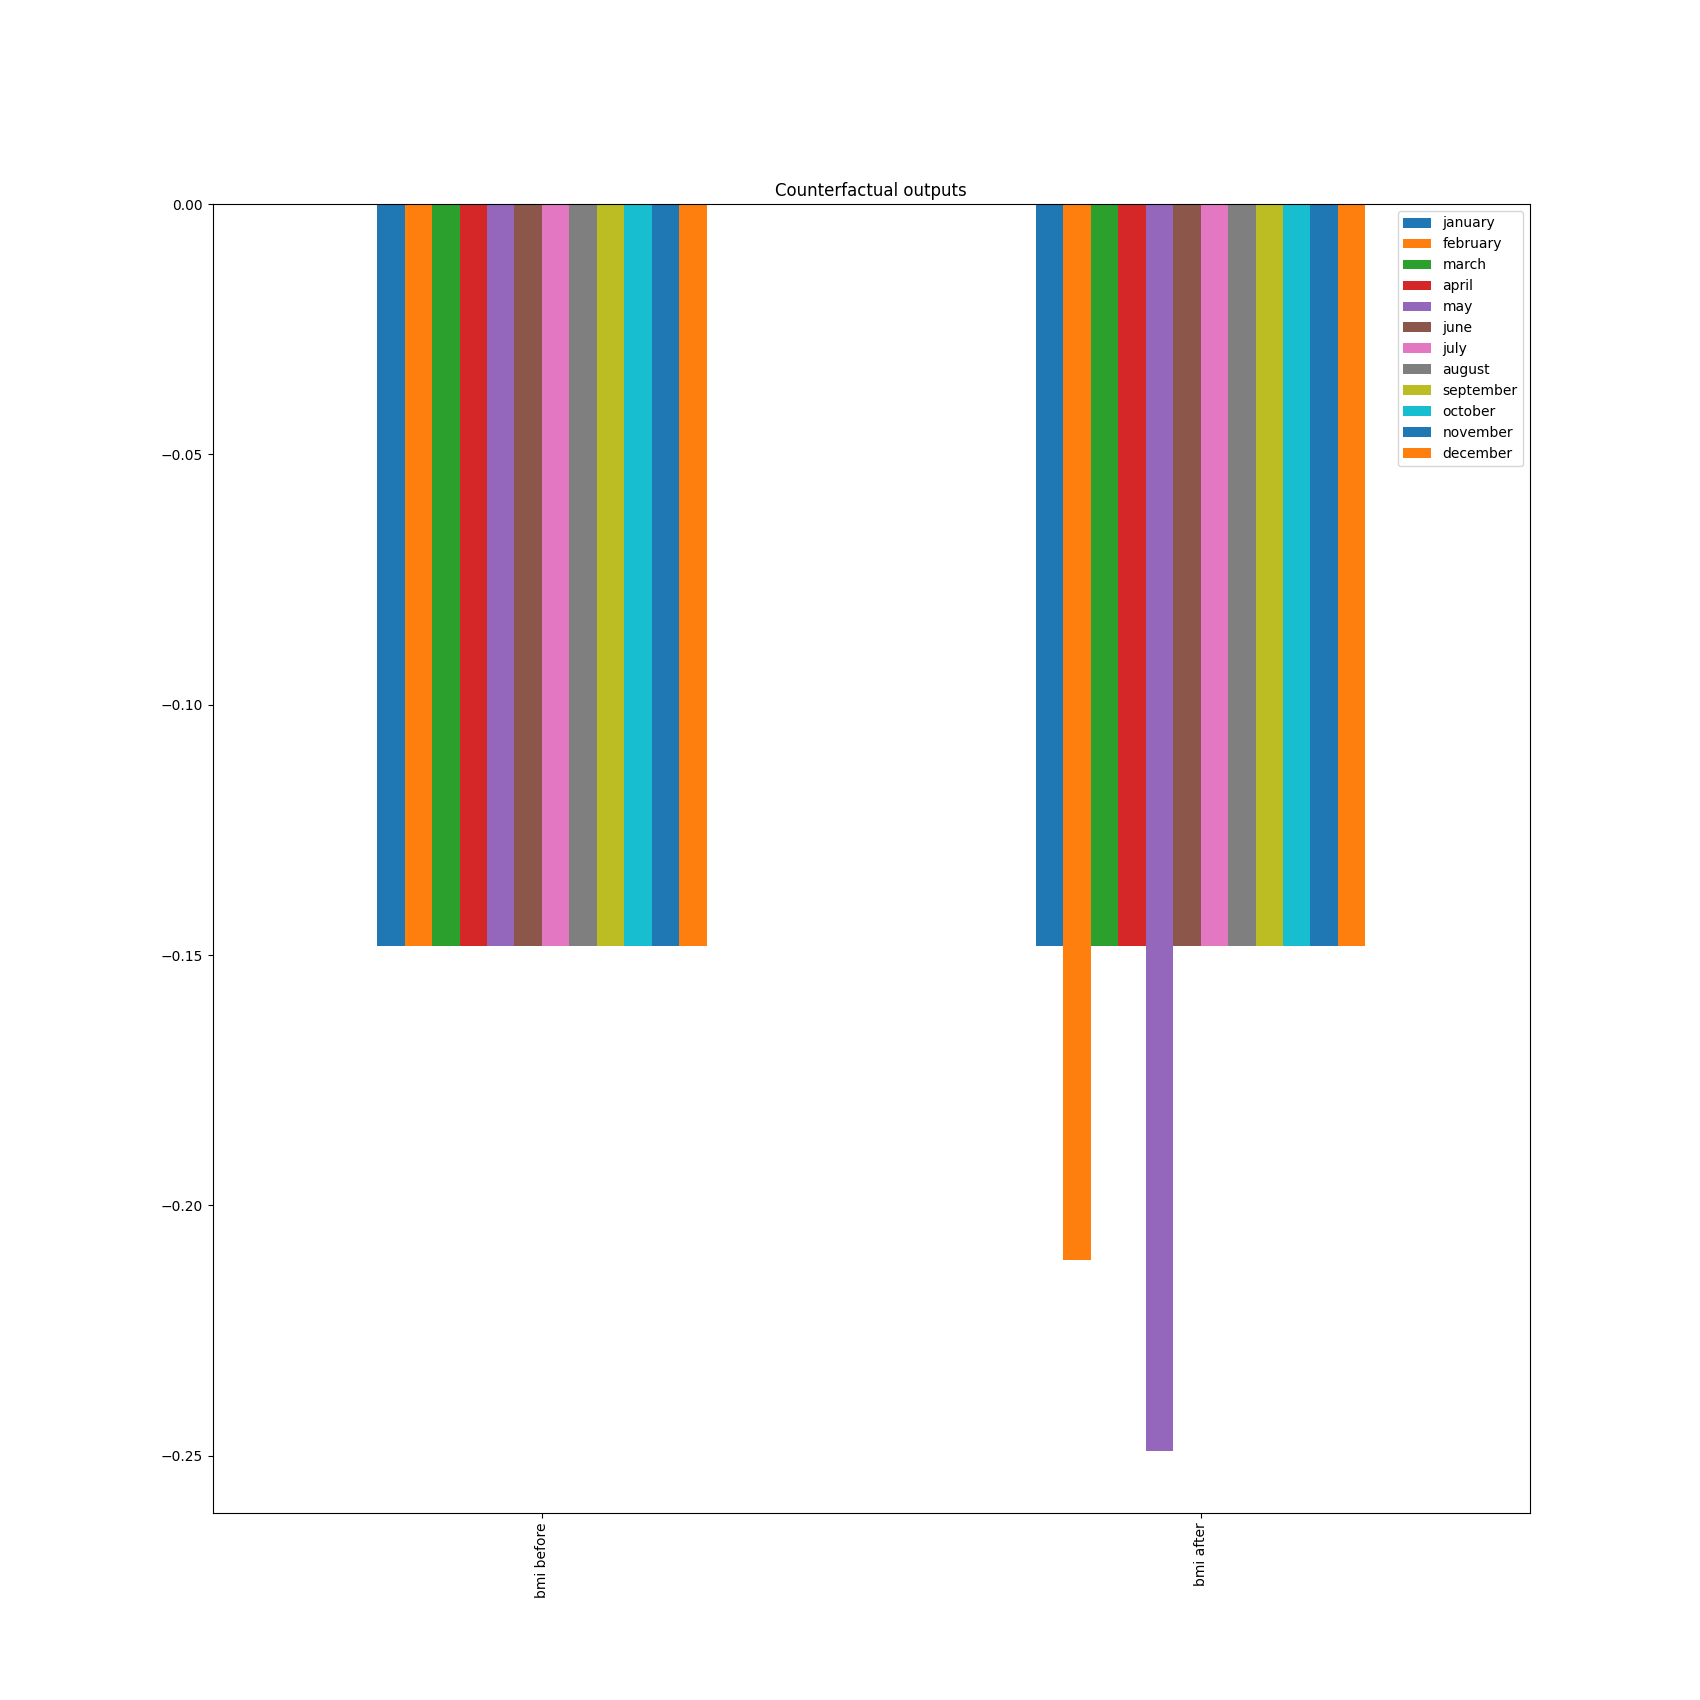 Counterfactual outputs
0.00
−0.05
−0.10
−0.15
−0.20
−0.25
january
february
march
april
may
june
july
august
september
october
november
december
bmi before
bmi after